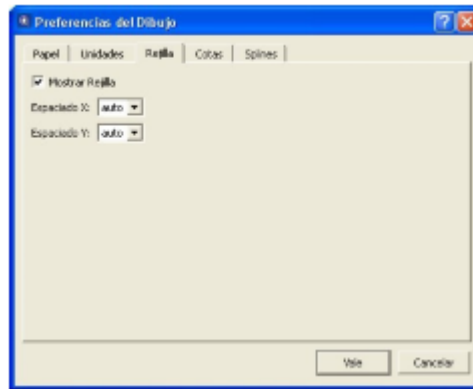 Preferencias del Dibujo
Papel Unidades Rejilla Cotas Splines
Mostrar Rejilla
Espaciado X: auto
Espaciado Y: auto
Vale Cancelar